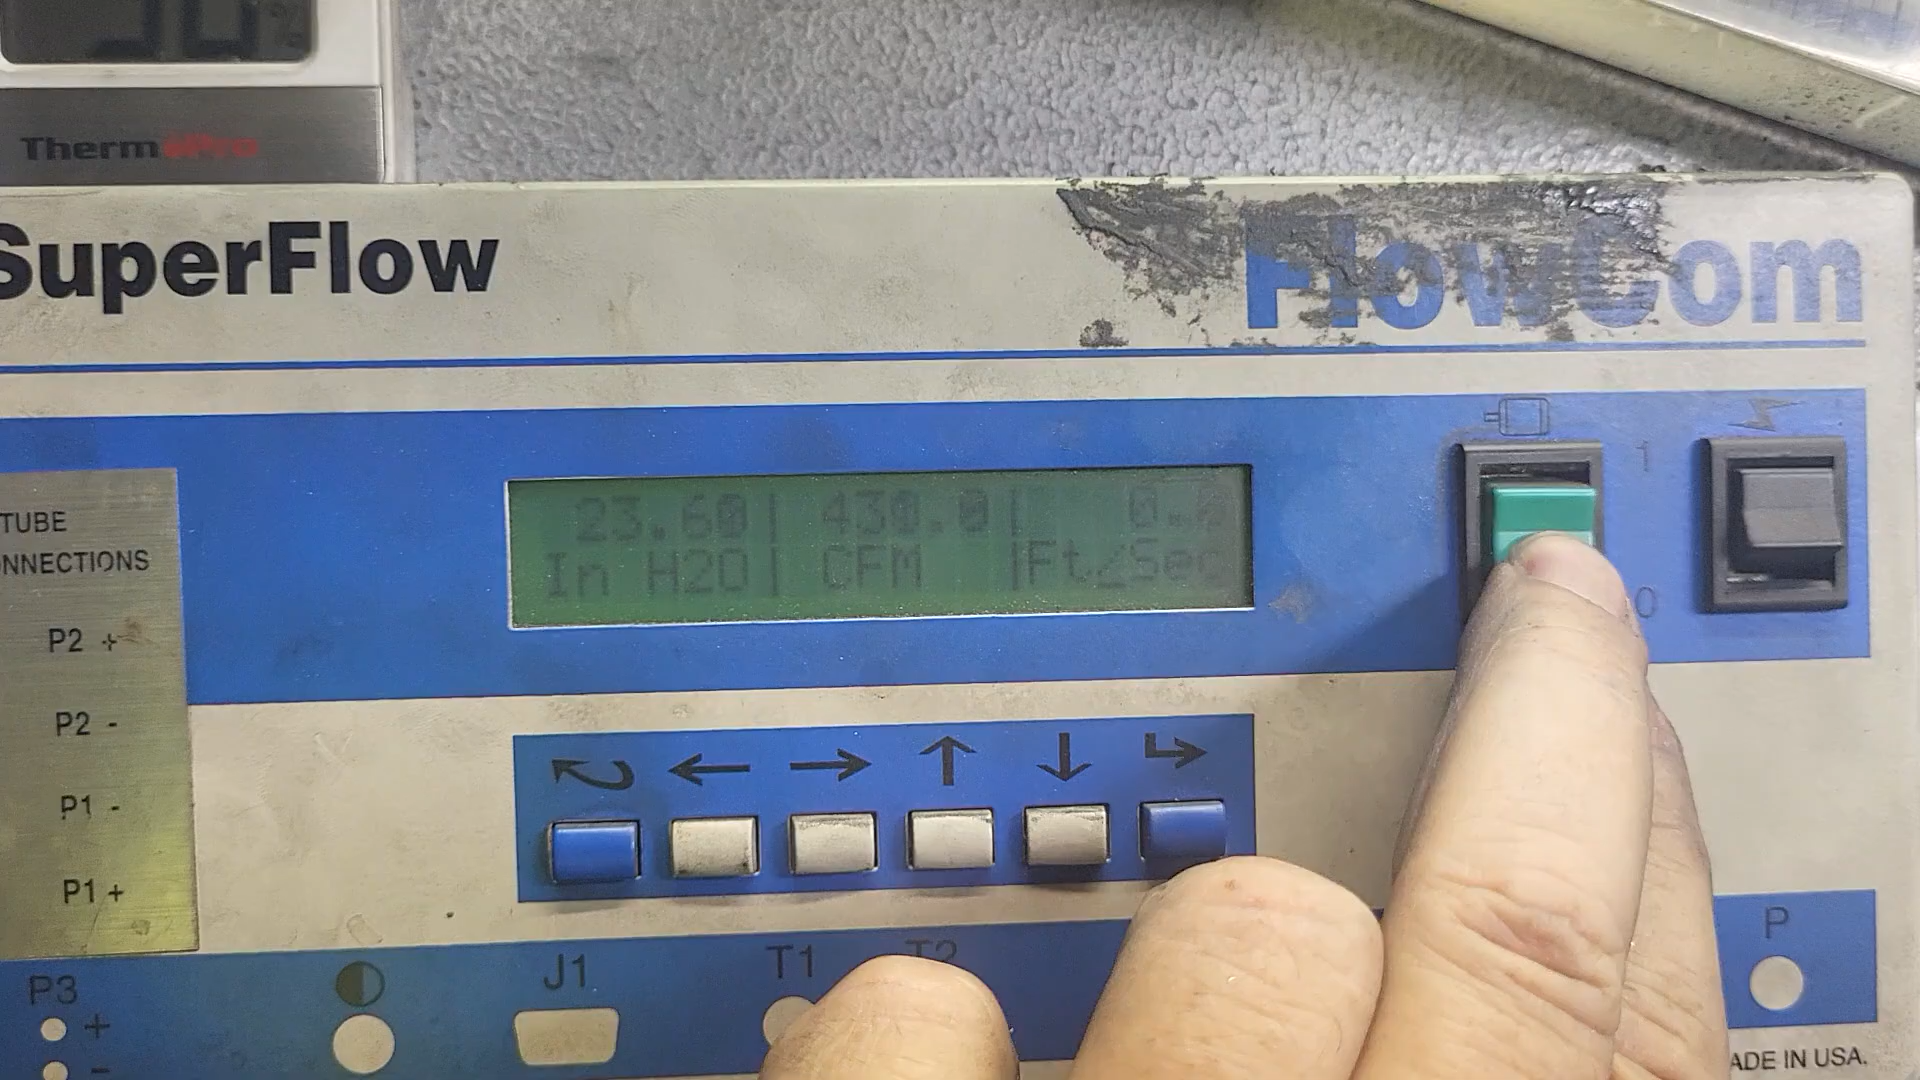 ThermoPro
SuperFlow
FlowCom
TUBE
NNECTIONS
P2 +
P2 -
P1 -
P1 +
23.60| 430.0| 0.0
In H2O| CFM |Ft/Sec
1
0
P3
+
-
J1
T1
T2
P
ADE IN USA.